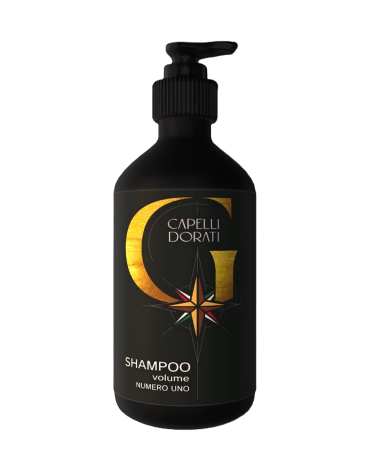 G
CAPELLI
DORATI
SHAMPOO
volume
NUMERO UNO